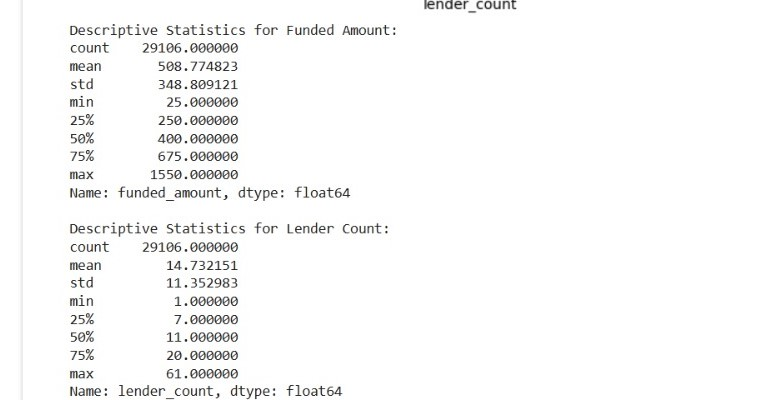 lender_count
Descriptive Statistics for Funded Amount:
count    29106.000000
mean       508.774823
std        348.809121
min         25.000000
25%        250.000000
50%        400.000000
75%        675.000000
max       1550.000000
Name: funded_amount, dtype: float64
Descriptive Statistics for Lender Count:
count    29106.000000
mean        14.732151
std         11.352983
min          1.000000
25%          7.000000
50%         11.000000
75%         20.000000
max         61.000000
Name: lender_count, dtype: float64